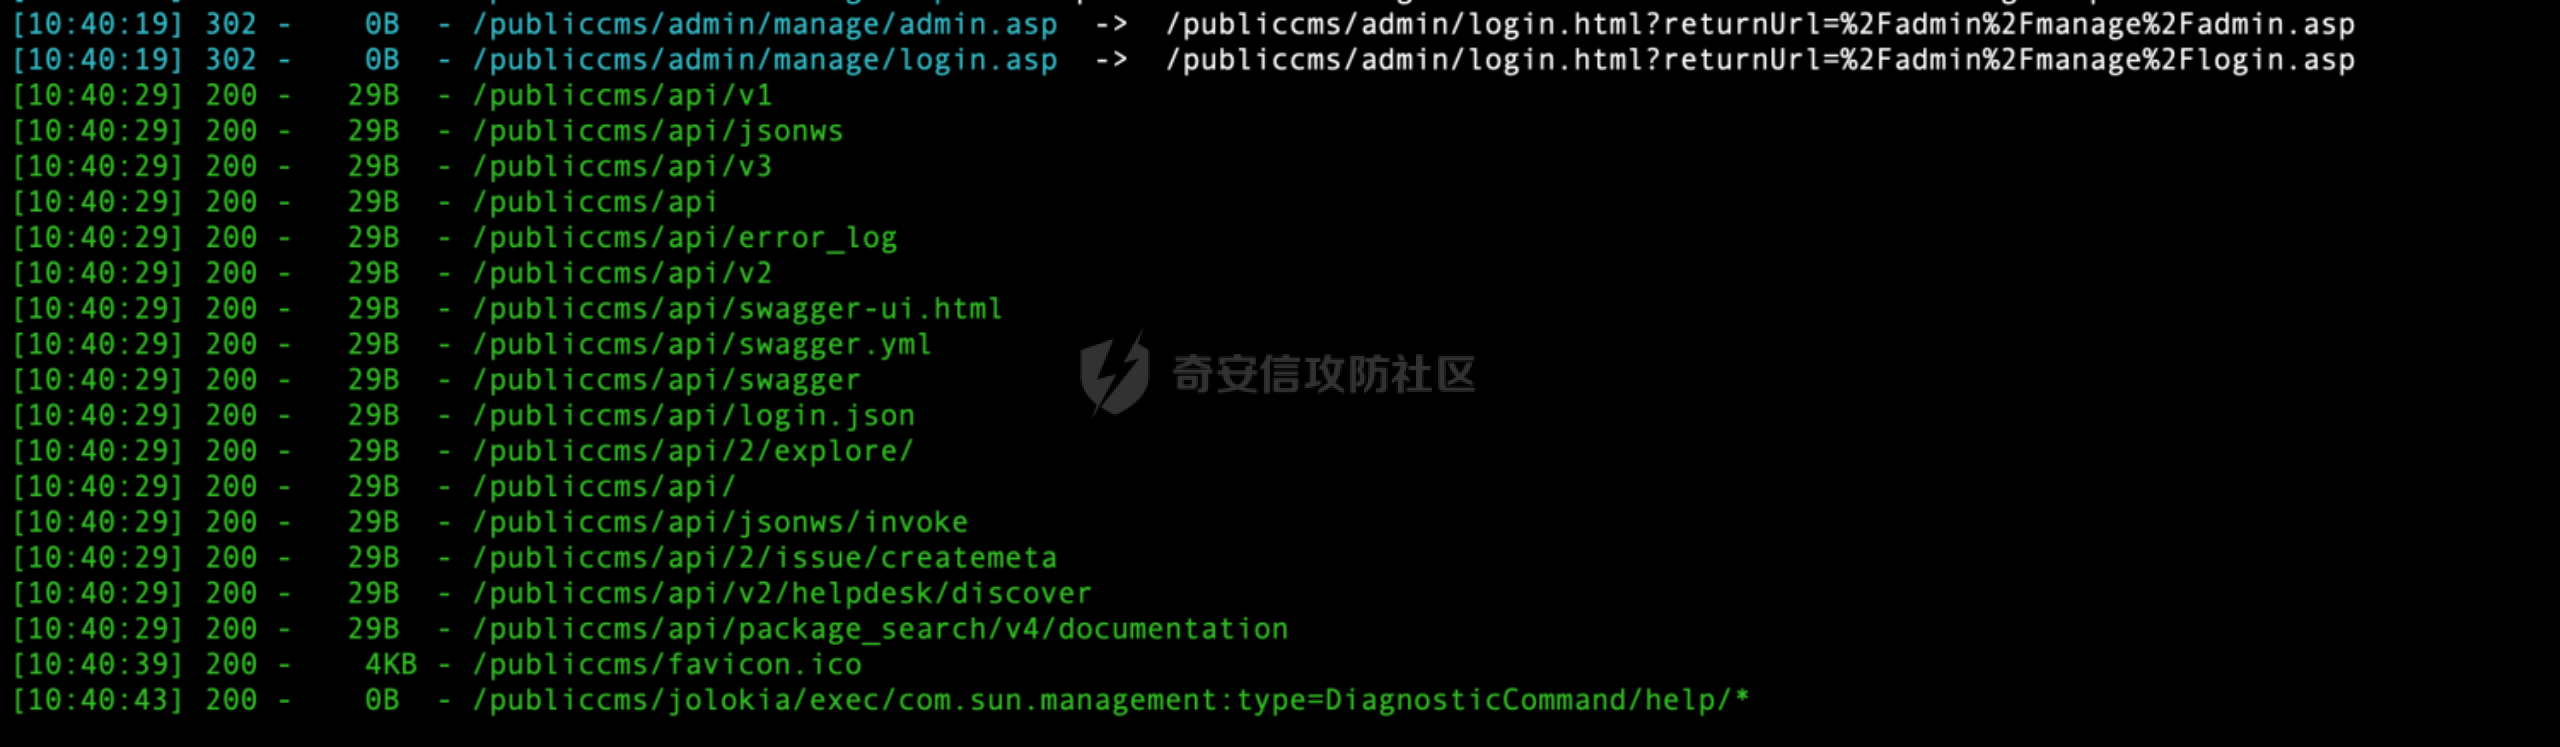 [10:40:19] 302 -    0B  - /publiccms/admin/manage/admin.asp  ->  /publiccms/admin/login.html?returnUrl=%2Fadmin%2Fmanage%2Fadmin.asp
[10:40:19] 302 -    0B  - /publiccms/admin/manage/login.asp  ->  /publiccms/admin/login.html?returnUrl=%2Fadmin%2Fmanage%2Flogin.asp
[10:40:29] 200 -   29B  - /publiccms/api/v1
[10:40:29] 200 -   29B  - /publiccms/api/jsonws
[10:40:29] 200 -   29B  - /publiccms/api/v3
[10:40:29] 200 -   29B  - /publiccms/api
[10:40:29] 200 -   29B  - /publiccms/api/error_log
[10:40:29] 200 -   29B  - /publiccms/api/v2
[10:40:29] 200 -   29B  - /publiccms/api/swagger-ui.html
[10:40:29] 200 -   29B  - /publiccms/api/swagger.yml
[10:40:29] 200 -   29B  - /publiccms/api/swagger
奇安信攻防社区
[10:40:29] 200 -   29B  - /publiccms/api/login.json
[10:40:29] 200 -   29B  - /publiccms/api/2/explore/
[10:40:29] 200 -   29B  - /publiccms/api/
[10:40:29] 200 -   29B  - /publiccms/api/jsonws/invoke
[10:40:29] 200 -   29B  - /publiccms/api/2/issue/createmeta
[10:40:29] 200 -   29B  - /publiccms/api/v2/helpdesk/discover
[10:40:29] 200 -   29B  - /publiccms/api/package_search/v4/documentation
[10:40:39] 200 -    4KB - /publiccms/favicon.ico
[10:40:43] 200 -    0B  - /publiccms/jolokia/exec/com.sun.management:type=DiagnosticCommand/help/*